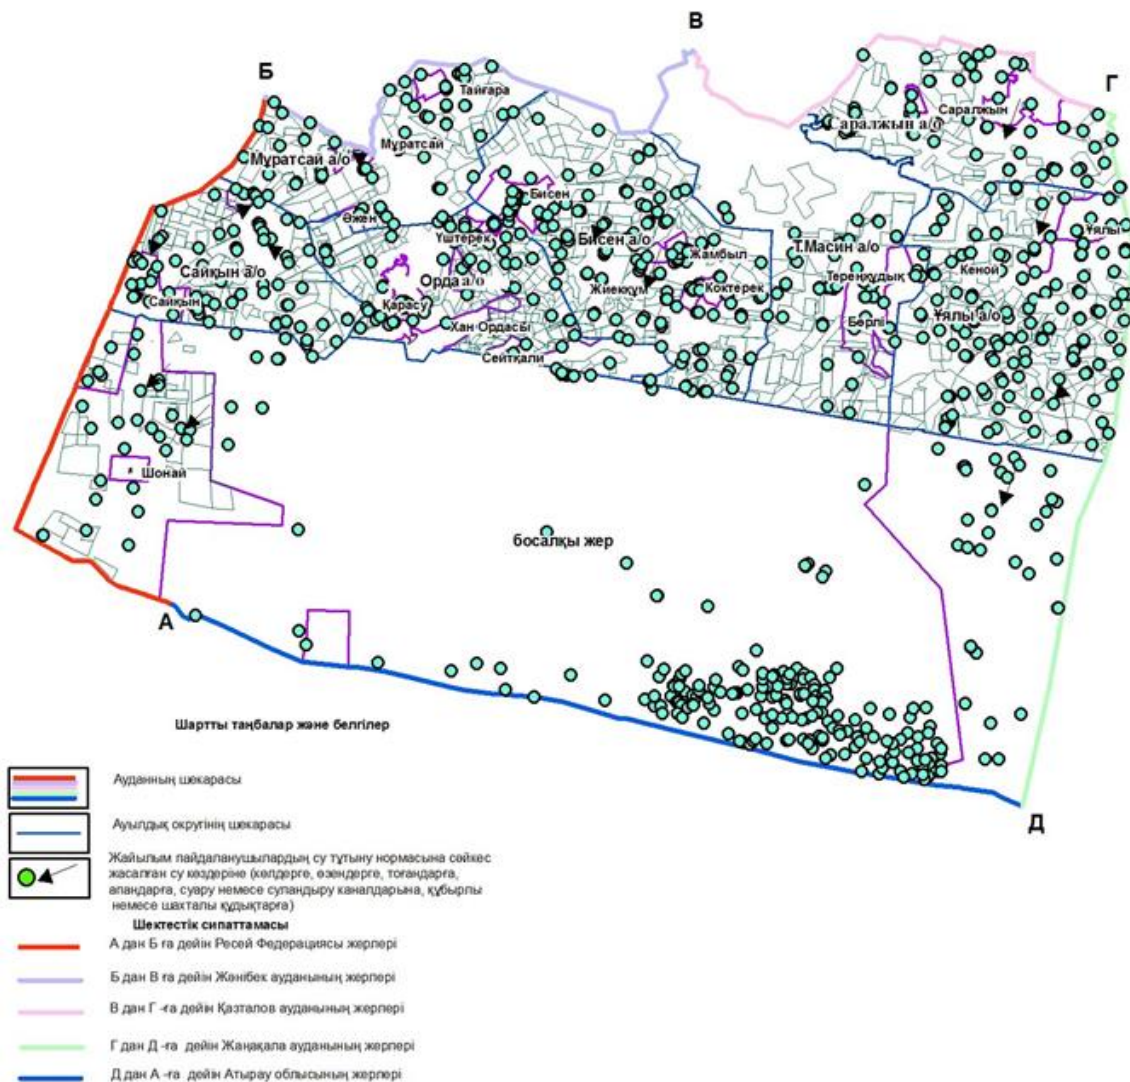 В
Б
Г
Тайғара
Саралжын
Саралжын а/о
Мұратсай
Мұратсай а/о
Бисен
Әжен
Үштерек
Ұялы
Бисен а/о
Т.Масин а/о
Жамбыл
Сайқын а/о
Орда а/о
Теренқудық
Кеной
Жиекқұм
Коктерек
Сайқын
Қарасу
Борлі
Ұялы а/о
Хан Ордасы
Сейтқали
Шонай
босалқы жер
А
Д
Шартты таңбалар және белгілер
Ауданның шекарасы
Ауылдық округінің шекарасы
Жайылым пайдаланушылардың су тұтыну нормасына сәйкес
жасалған су көздеріне (көлдерге, өзендерге, тоғандарға,
апандарға, суару немесе суландыру каналдарына, құбырлы
немесе шахталы құдықтарға)
Шектестік сипаттамасы
А дан Б ға дейін Ресей Федерациясы жерлері
Б дан В ға дейін Жәнібек ауданының жерлері
В дан Г -ға дейін Қазталов ауданының жерлері
Г дан Д -ға дейін Жаңақала ауданының жерлері
Д дан А -ға дейін Атырау облысының жерлері